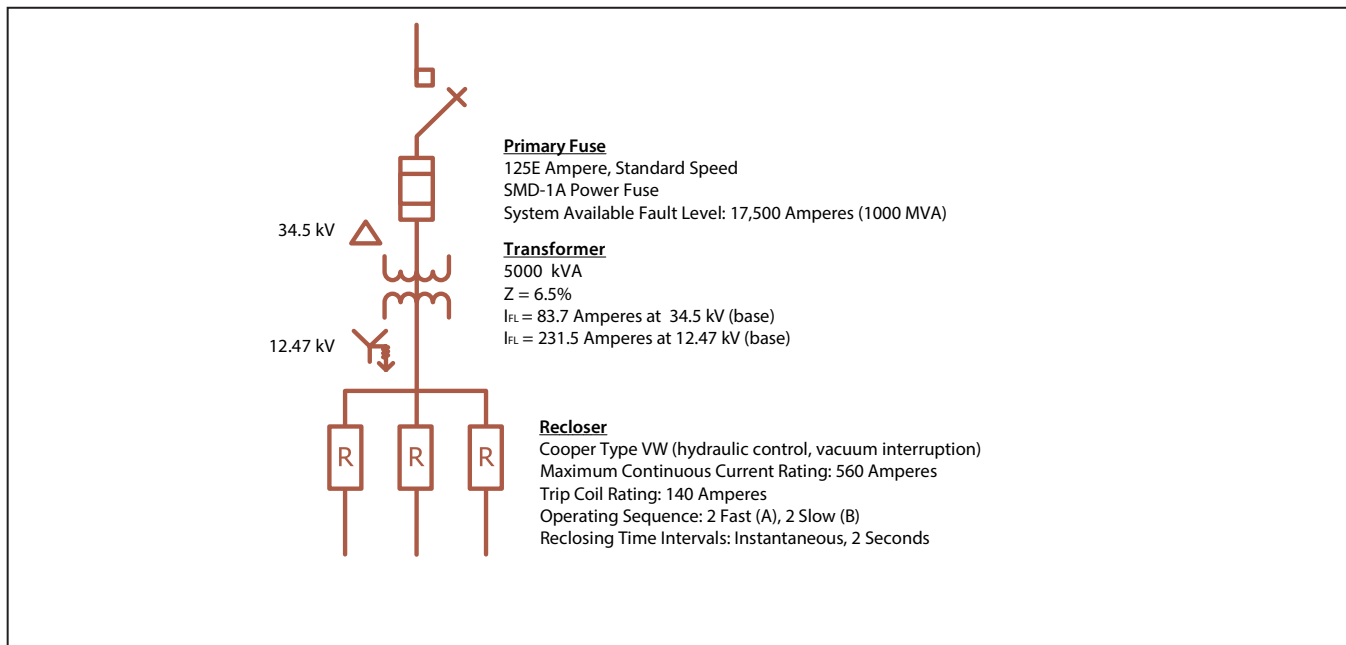 Primary Fuse
125E Ampere, Standard Speed
SMD-1A Power Fuse
System Available Fault Level: 17,500 Amperes (1000 MVA)
34.5 kV
Transformer
5000 kVA
Z = 6.5%
IFL = 83.7 Amperes at 34.5 kV (base)
IFL = 231.5 Amperes at 12.47 kV (base)
12.47 kV
Recloser
Cooper Type VW (hydraulic control, vacuum interruption)
Maximum Continuous Current Rating: 560 Amperes
Trip Coil Rating: 140 Amperes
Operating Sequence: 2 Fast (A), 2 Slow (B)
Reclosing Time Intervals: Instantaneous, 2 Seconds
R R R